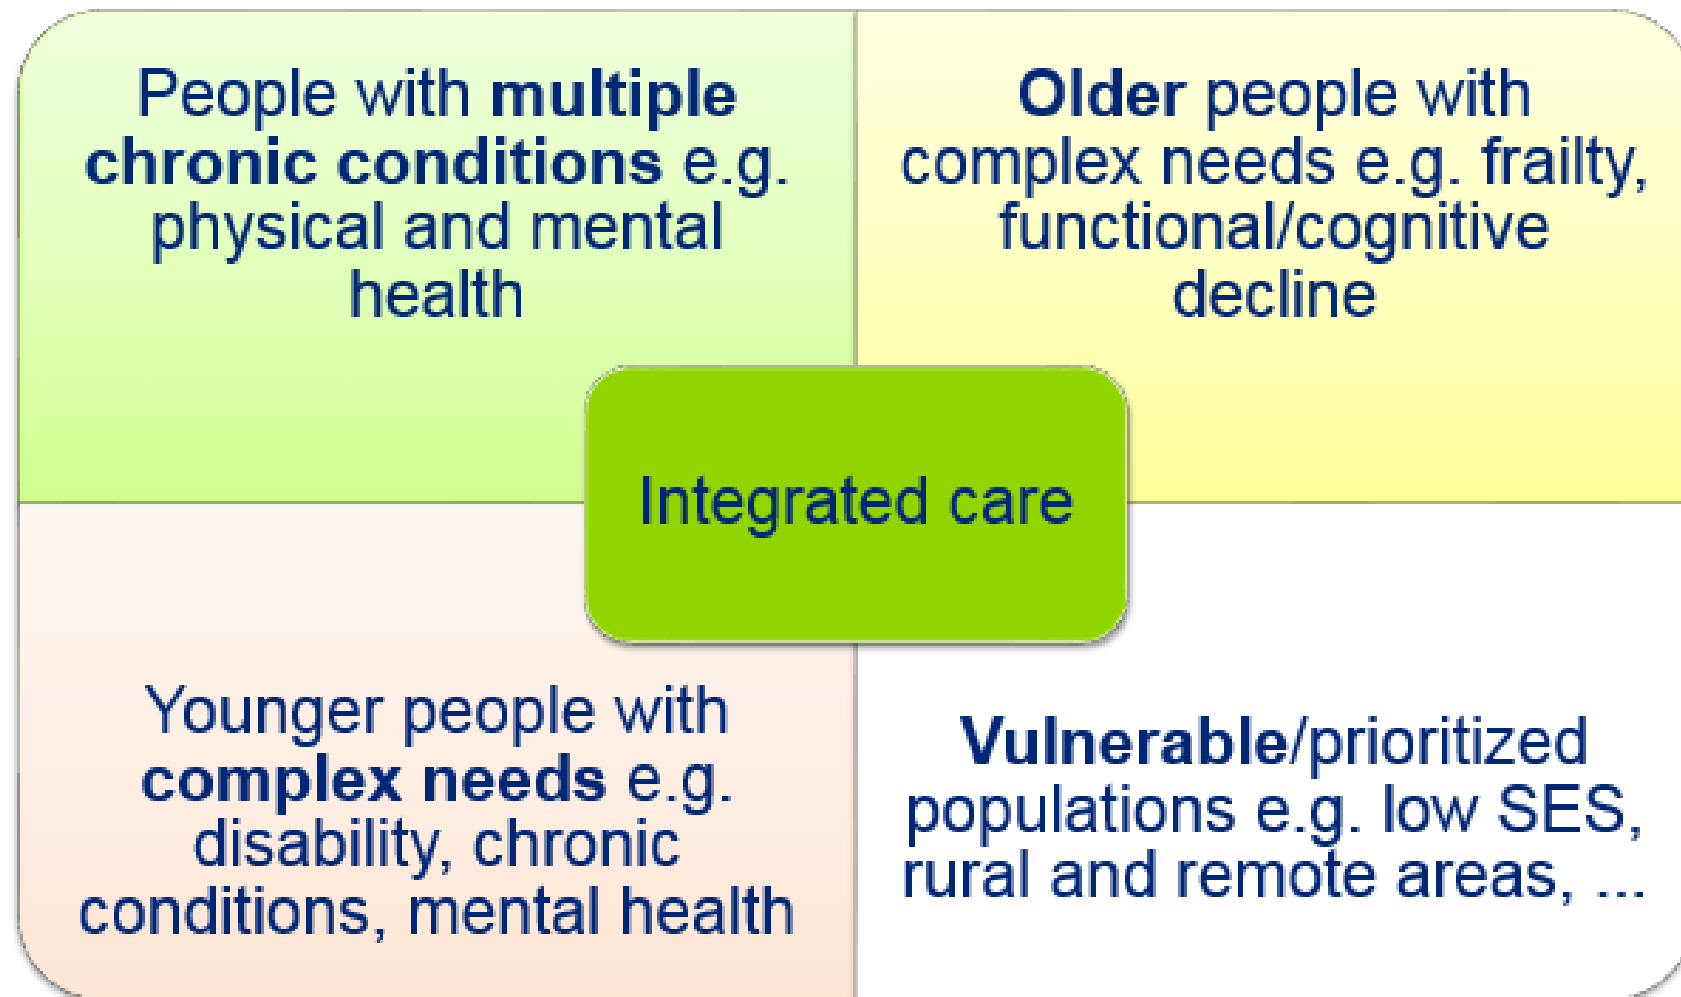 People with multiple
chronic conditions e.g.
physical and mental
health
Older people with
complex needs e.g. frailty,
functional/cognitive
decline
Integrated care
Younger people with
complex needs e.g.
disability, chronic
conditions, mental health
Vulnerable/prioritized
populations e.g. low SES,
rural and remote areas, ...